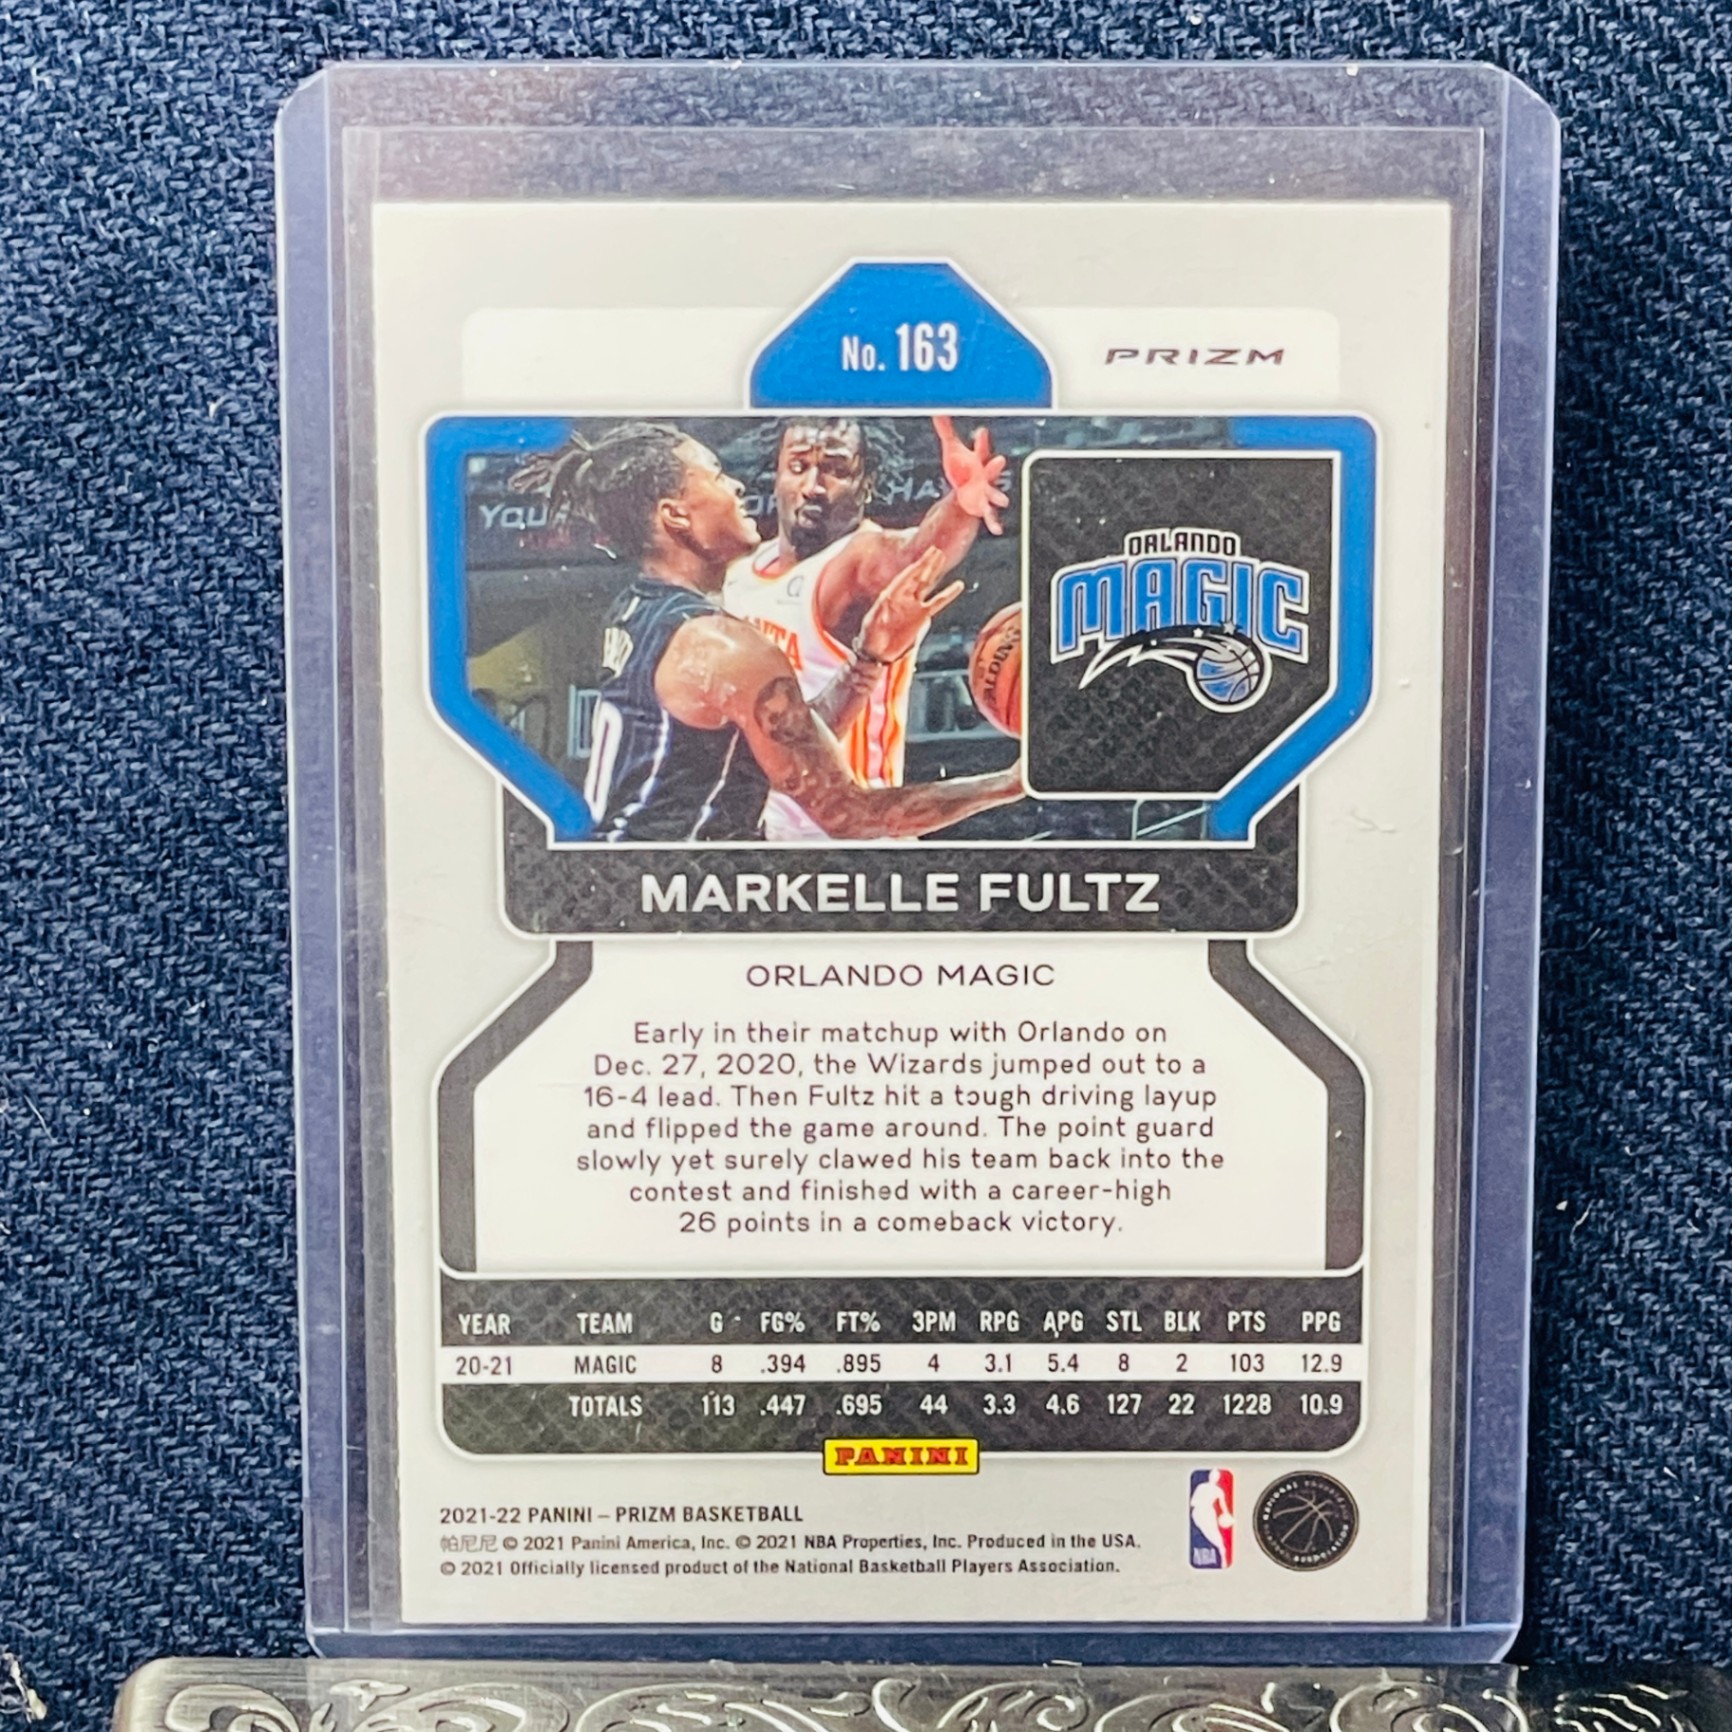 No. 163
PRIZM
YOUR
ATLANTA
SPALDING
0
ORLANDO
MAGIC
MARKELLE FULTZ
ORLANDO MAGIC
Early in their matchup with Orlando on
Dec. 27, 2020, the Wizards jumped out to a
16-4 lead. Then Fultz hit a tough driving layup
and flipped the game around. The point guard
slowly yet surely clawed his team back into the
contest and finished with a career-high
26 points in a comeback victory.
YEAR TEAM G FG% FT% 3PM RPG APG STL BLK PTS PPG
20-21 MAGIC 8 .394 .895 4 3.1 5.4 8 2 103 12.9
TOTALS 113 .447 .695 44 3.3 4.6 127 22 1228 10.9
PANINI
2021-22 PANINI – PRIZM BASKETBALL
帕尼尼 © 2021 Panini America, Inc. © 2021 NBA Properties, Inc. Produced in the USA.
© 2021 Officially licensed product of the National Basketball Players Association.
NBA